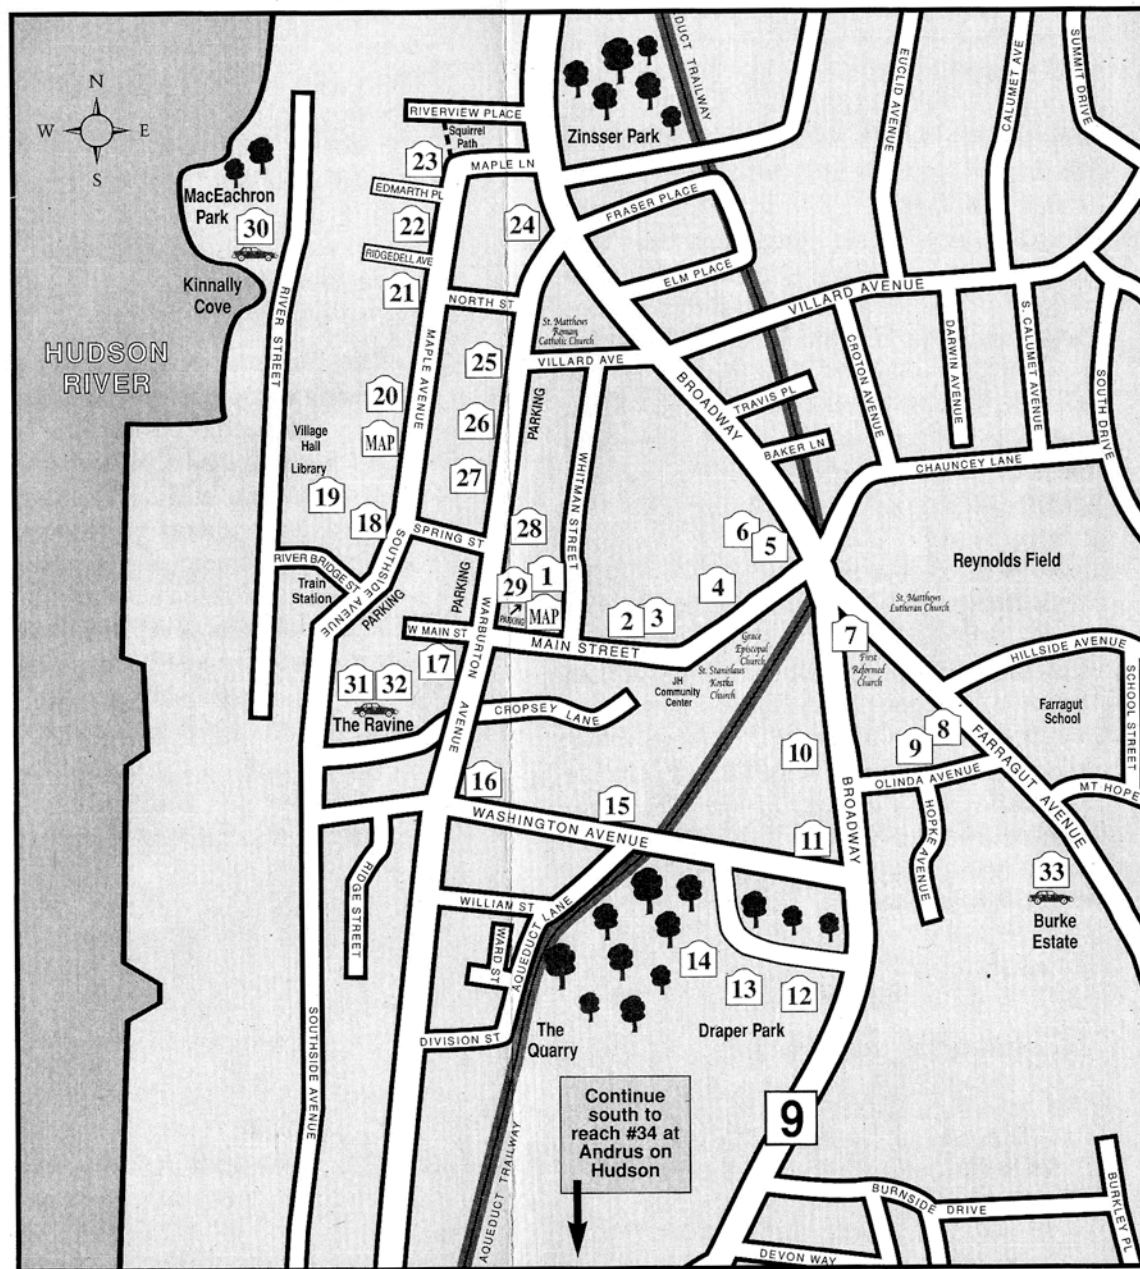 N
W
E
S
HUDSON
RIVER
MacEachron
Park
30
Kinnally
Cove
RIVER STREET
RIVERVIEW PLACE
Squirrel
Path
23
MAPLE LN
EDMARTH PL
22
24
RIDGEDELL AVE
21
NORTH ST
Zinsser Park
DUCT TRAILWAY
EUCLID AVENUE
CALUMET AVE
SUMMIT DRIVE
FRASER PLACE
ELM PLACE
VILLARD AVENUE
St. Matthews
Roman
Catholic Church
VILLARD AVE
25
MAPLE AVENUE
20
MAP
26
PARKING
27
Village
Hall
Library
19
18
WHITMAN STREET
BROADWAY
TRAVIS PL
BAKER LN
CROTON AVENUE
DARWIN AVENUE
S. CALUMET AVE
SOUTH DRIVE
CHAUNCEY LANE
SPRING ST
28
SOUTHSIDE AVENUE
RIVER BRIDGE ST
Train
Station
PARKING
PARKING
29
1
PARKING
MAP
W MAIN ST
WARBURTON AVENUE
MAIN STREET
2
3
4
6
5
Reynolds Field
St. Matthews
Lutheran Church
7
First
Reformed
Church
Grace
Episcopal
Church
St. Stanislaus
Kostka
Church
JH
Community
Center
HILLSIDE AVENUE
SCHOOL STREET
Farragut
School
17
31
32
The Ravine
CROPSEY LANE
16
15
WASHINGTON AVENUE
10
11
BROADWAY
9
8
OLINDA AVENUE
HOPKE AVENUE
FARRAGUT AVENUE
MT HOPE
33
Burke
Estate
RIDGE STREET
WILLIAM ST
WARD ST
AQUEDUCT LANE
DIVISION ST
SOUTHSIDE AVENUE
14
13
12
The
Quarry
Draper Park
Continue
south to
reach #34 at
Andrus on
Hudson
9
AQUEDUCT TRAILWAY
BURNSIDE DRIVE
BURKLEY PL
DEVON WAY